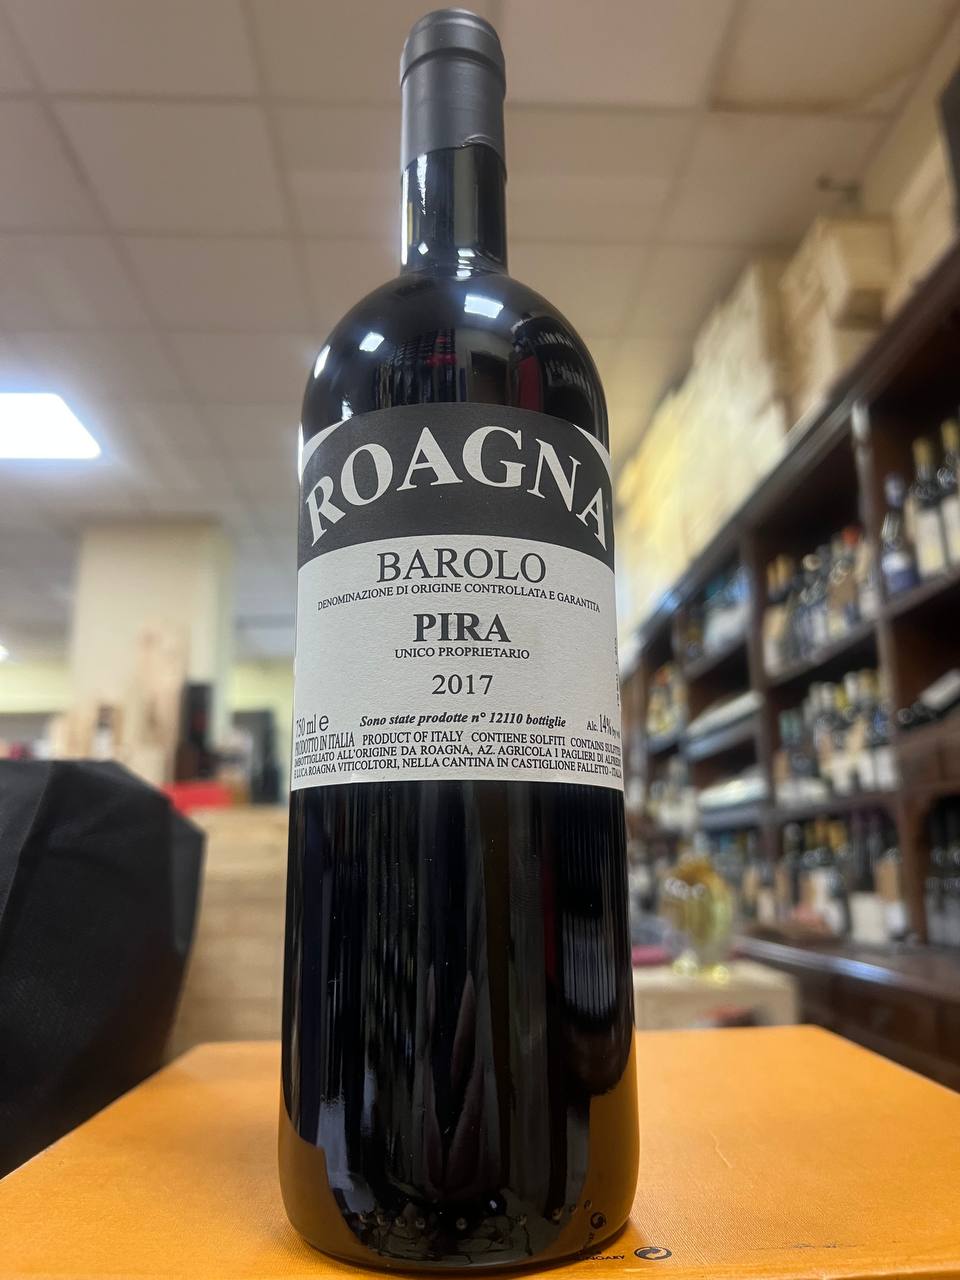 ROAGNA
BAROLO
DENOMINAZIONE DI ORIGINE CONTROLLATA E GARANTITA
PIRA
UNICO PROPRIETARIO
2017
750 ml e Sono state prodotte n° 12110 bottiglie Alc. 14%
PRODOTTO IN ITALIA PRODUCT OF ITALY CONTIENE SOLFITI CONTAINS SULFITES
IMBOTTIGLIATO ALL'ORIGINE DA ROAGNA, AZ. AGRICOLA I PAGLIERI DI ALFREDO
E LUCA ROAGNA VITICOLTORI, NELLA CANTINA IN CASTIGLIONE FALLETTO - ITALIA